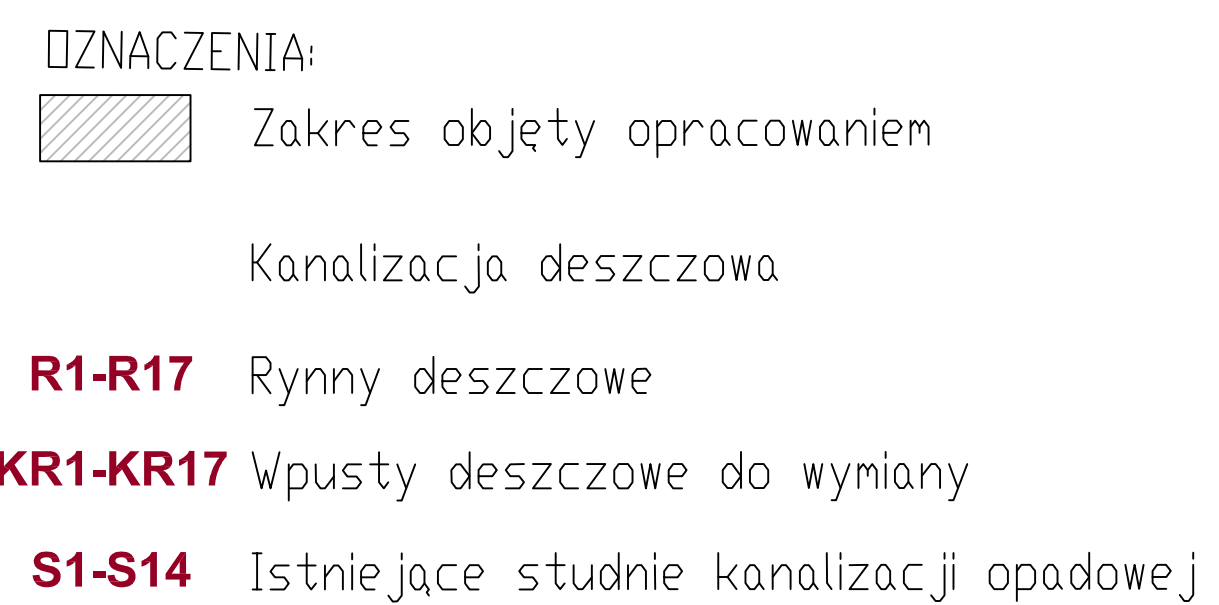 OZNACZENIA:
Zakres objęty opracowaniem
Kanalizacja deszczowa
R1-R17 Rynny deszczowe
KR1-KR17 Wpusty deszczowe do wymiany
S1-S14 Istniejące studnie kanalizacji opadowej